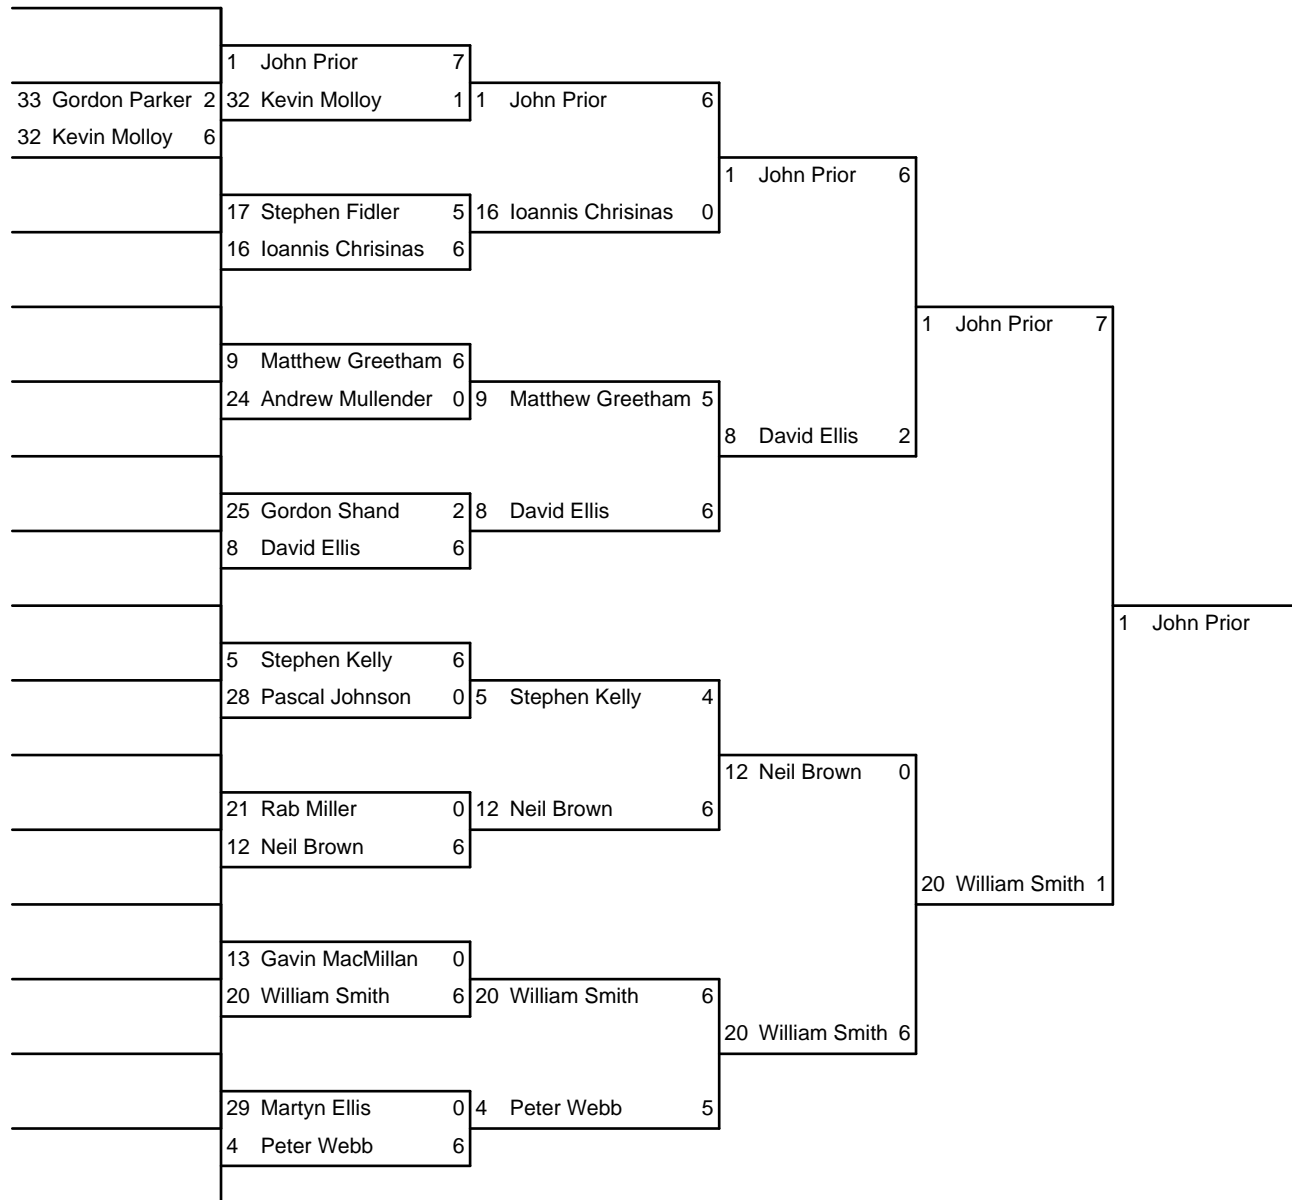 1 John Prior 7
33 Gordon Parker 2
32 Kevin Molloy 1
1 John Prior 6
32 Kevin Molloy 6
1 John Prior 6
17 Stephen Fidler 5
16 Ioannis Chrisinas 0
16 Ioannis Chrisinas 6
1 John Prior 7
9 Matthew Greetham 6
24 Andrew Mullender 0
9 Matthew Greetham 5
8 David Ellis 2
25 Gordon Shand 2
8 David Ellis 6
8 David Ellis 6
1 John Prior
5 Stephen Kelly 6
28 Pascal Johnson 0
5 Stephen Kelly 4
12 Neil Brown 0
21 Rab Miller 0
12 Neil Brown 6
12 Neil Brown 6
20 William Smith 1
13 Gavin MacMillan 0
20 William Smith 6
20 William Smith 6
20 William Smith 6
29 Martyn Ellis 0
4 Peter Webb 5
4 Peter Webb 6